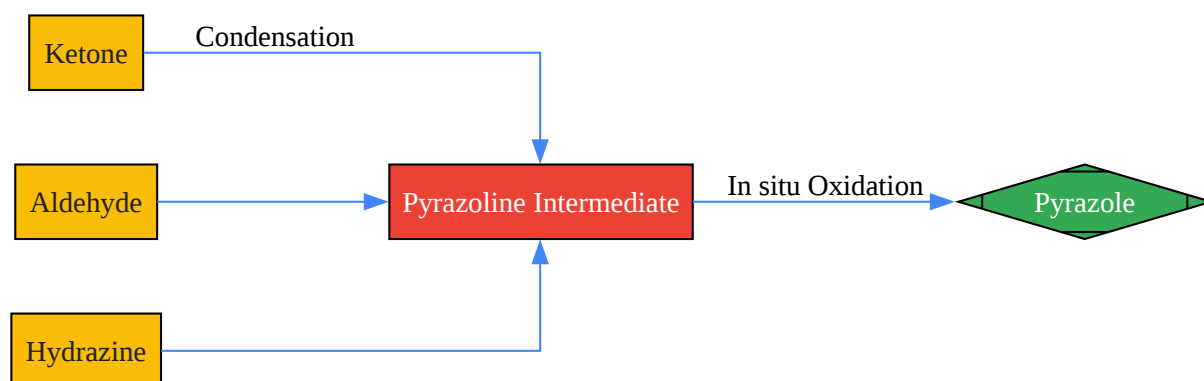 Ketone
Condensation
Aldehyde
Pyrazoline Intermediate
In situ Oxidation
Pyrazole
Hydrazine